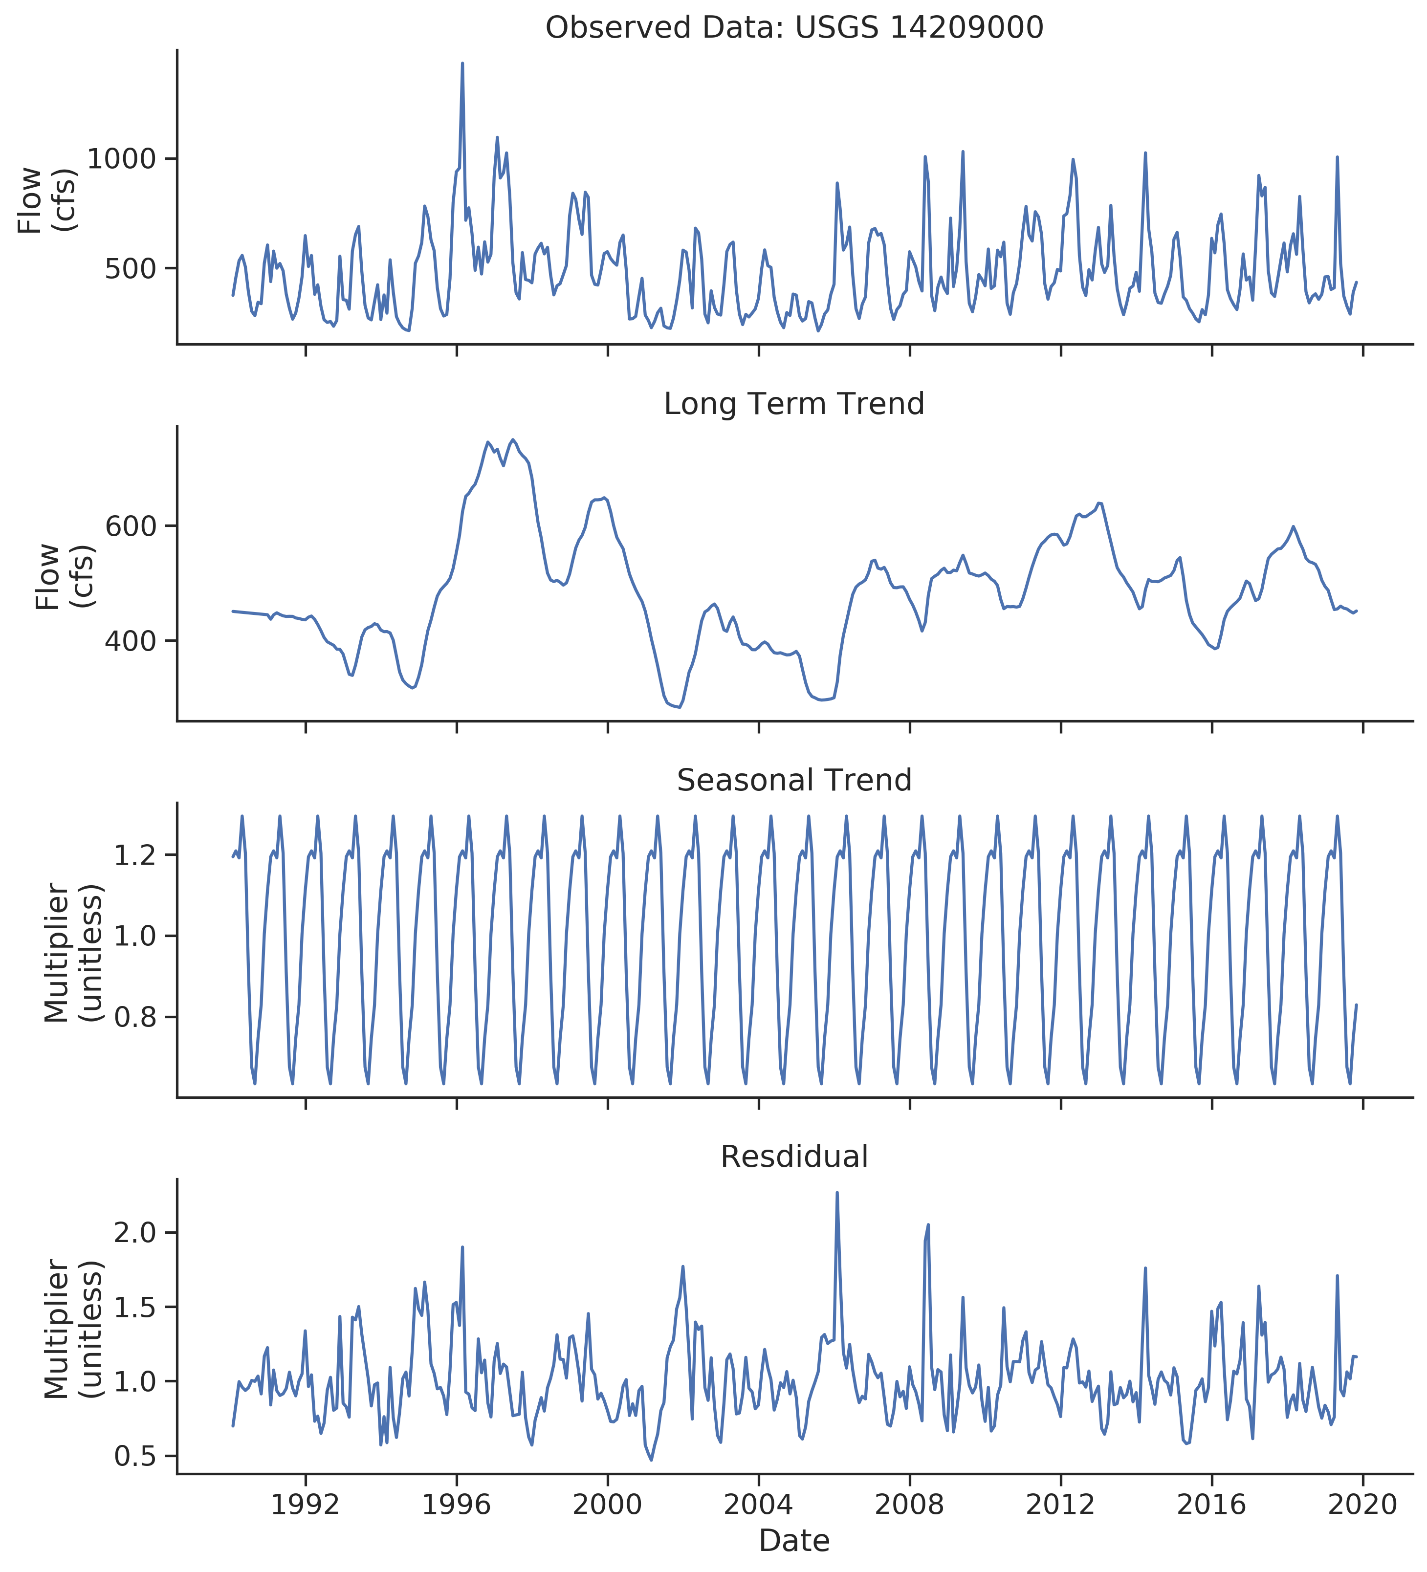 Observed Data: USGS 14209000
Flow
(cfs)
1000
500
Long Term Trend
Flow
(cfs)
600
400
Seasonal Trend
Multiplier
(unitless)
1.2
1.0
0.8
Resdidual
Multiplier
(unitless)
2.0
1.5
1.0
0.5
1992 1996 2000 2004 2008 2012 2016 2020
Date